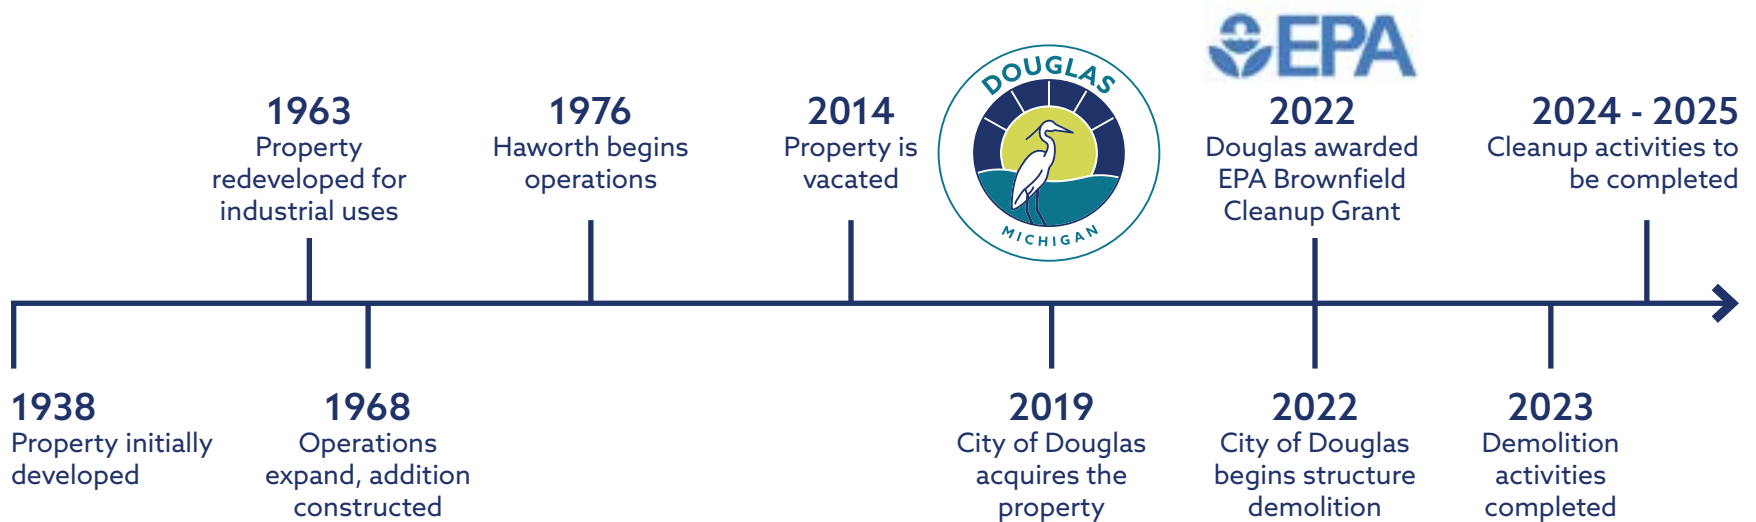 EPA
DOUGLAS
MICHIGAN
1963
Property
redeveloped for
industrial uses
1976
Haworth begins
operations
2014
Property is
vacated
2022
Douglas awarded
EPA Brownfield
Cleanup Grant
2024 - 2025
Cleanup activities to
be completed
1938
Property initially
developed
1968
Operations
expand, addition
constructed
2019
City of Douglas
acquires the
property
2022
City of Douglas
begins structure
demolition
2023
Demolition
activities
completed